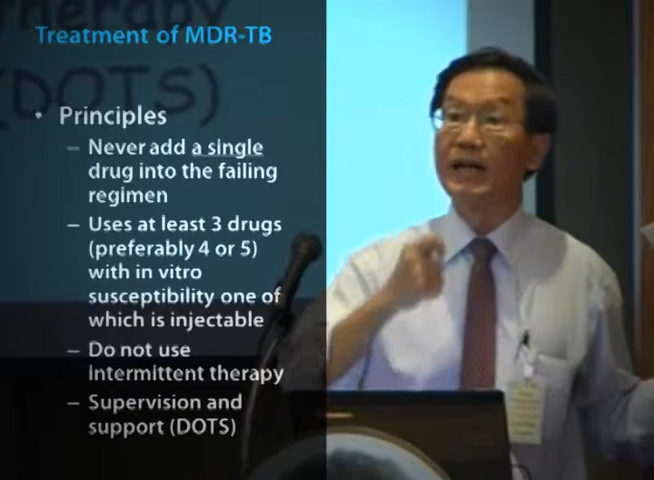 Therapy
(DOTS)
Treatment of MDR-TB
• Principles
– Never add a single
drug into the failing
regimen
– Uses at least 3 drugs
(preferably 4 or 5)
with in vitro
susceptibility one of
which is injectable
– Do not use
intermittent therapy
– Supervision and
support (DOTS)